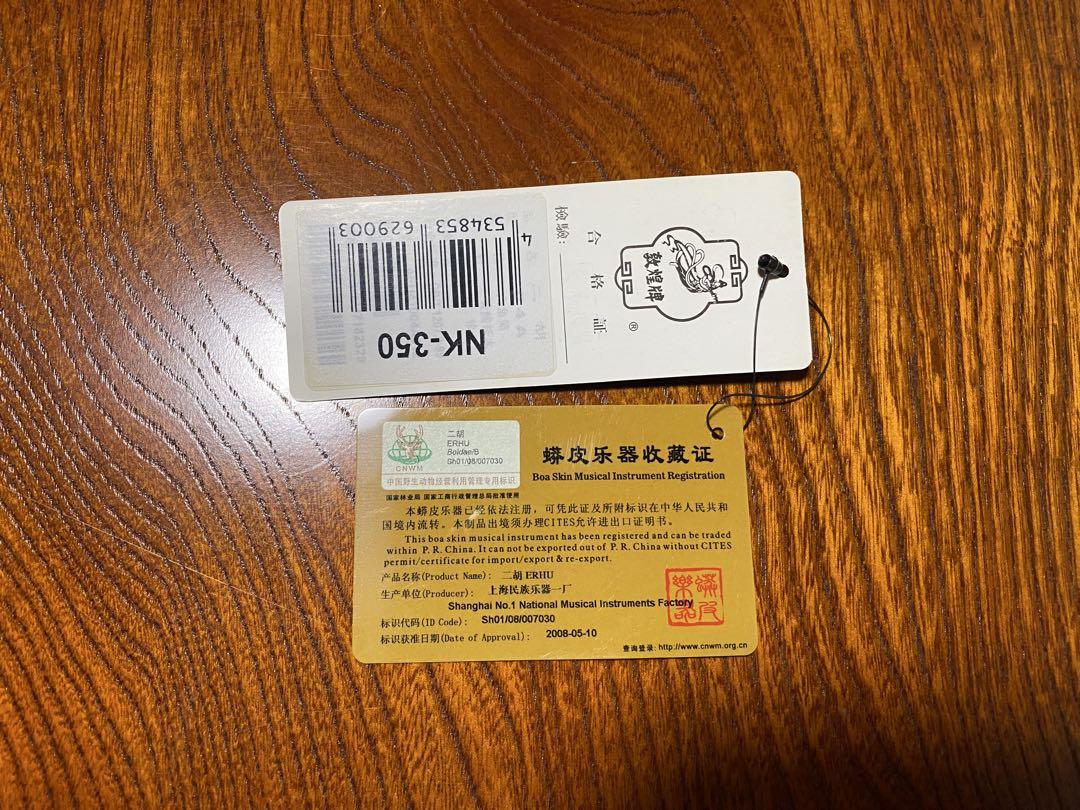 敦煌牌
®
合格証
檢驗:
4 534853 629003
NK-350
二胡
ERHU
Boidae/B
Sh01/08/007030
CNWM
中国野生动物经营利用管理专用标识
国家林业局 国家工商行政管理总局批准使用
蟒皮乐器收藏证
Boa Skin Musical Instrument Registration
本蟒皮乐器已经依法注册，可凭此证及所附标识在中华人民共和
国境内流转。本制品出境须办理CITES允许进出口证明书。
This boa skin musical instrument has been registered and can be traded
within P. R. China. It can not be exported out of P. R. China without CITES
permit/certificate for import/export & re-export.
产品名称(Product Name): 二胡 ERHU
生产单位(Producer): 上海民族乐器一厂
Shanghai No.1 National Musical Instruments Factory
标识代码(ID Code): Sh01/08/007030
标识获准日期(Date of Approval): 2008-05-10
蟒皮樂器
查询登录: http://www.cnwm.org.cn